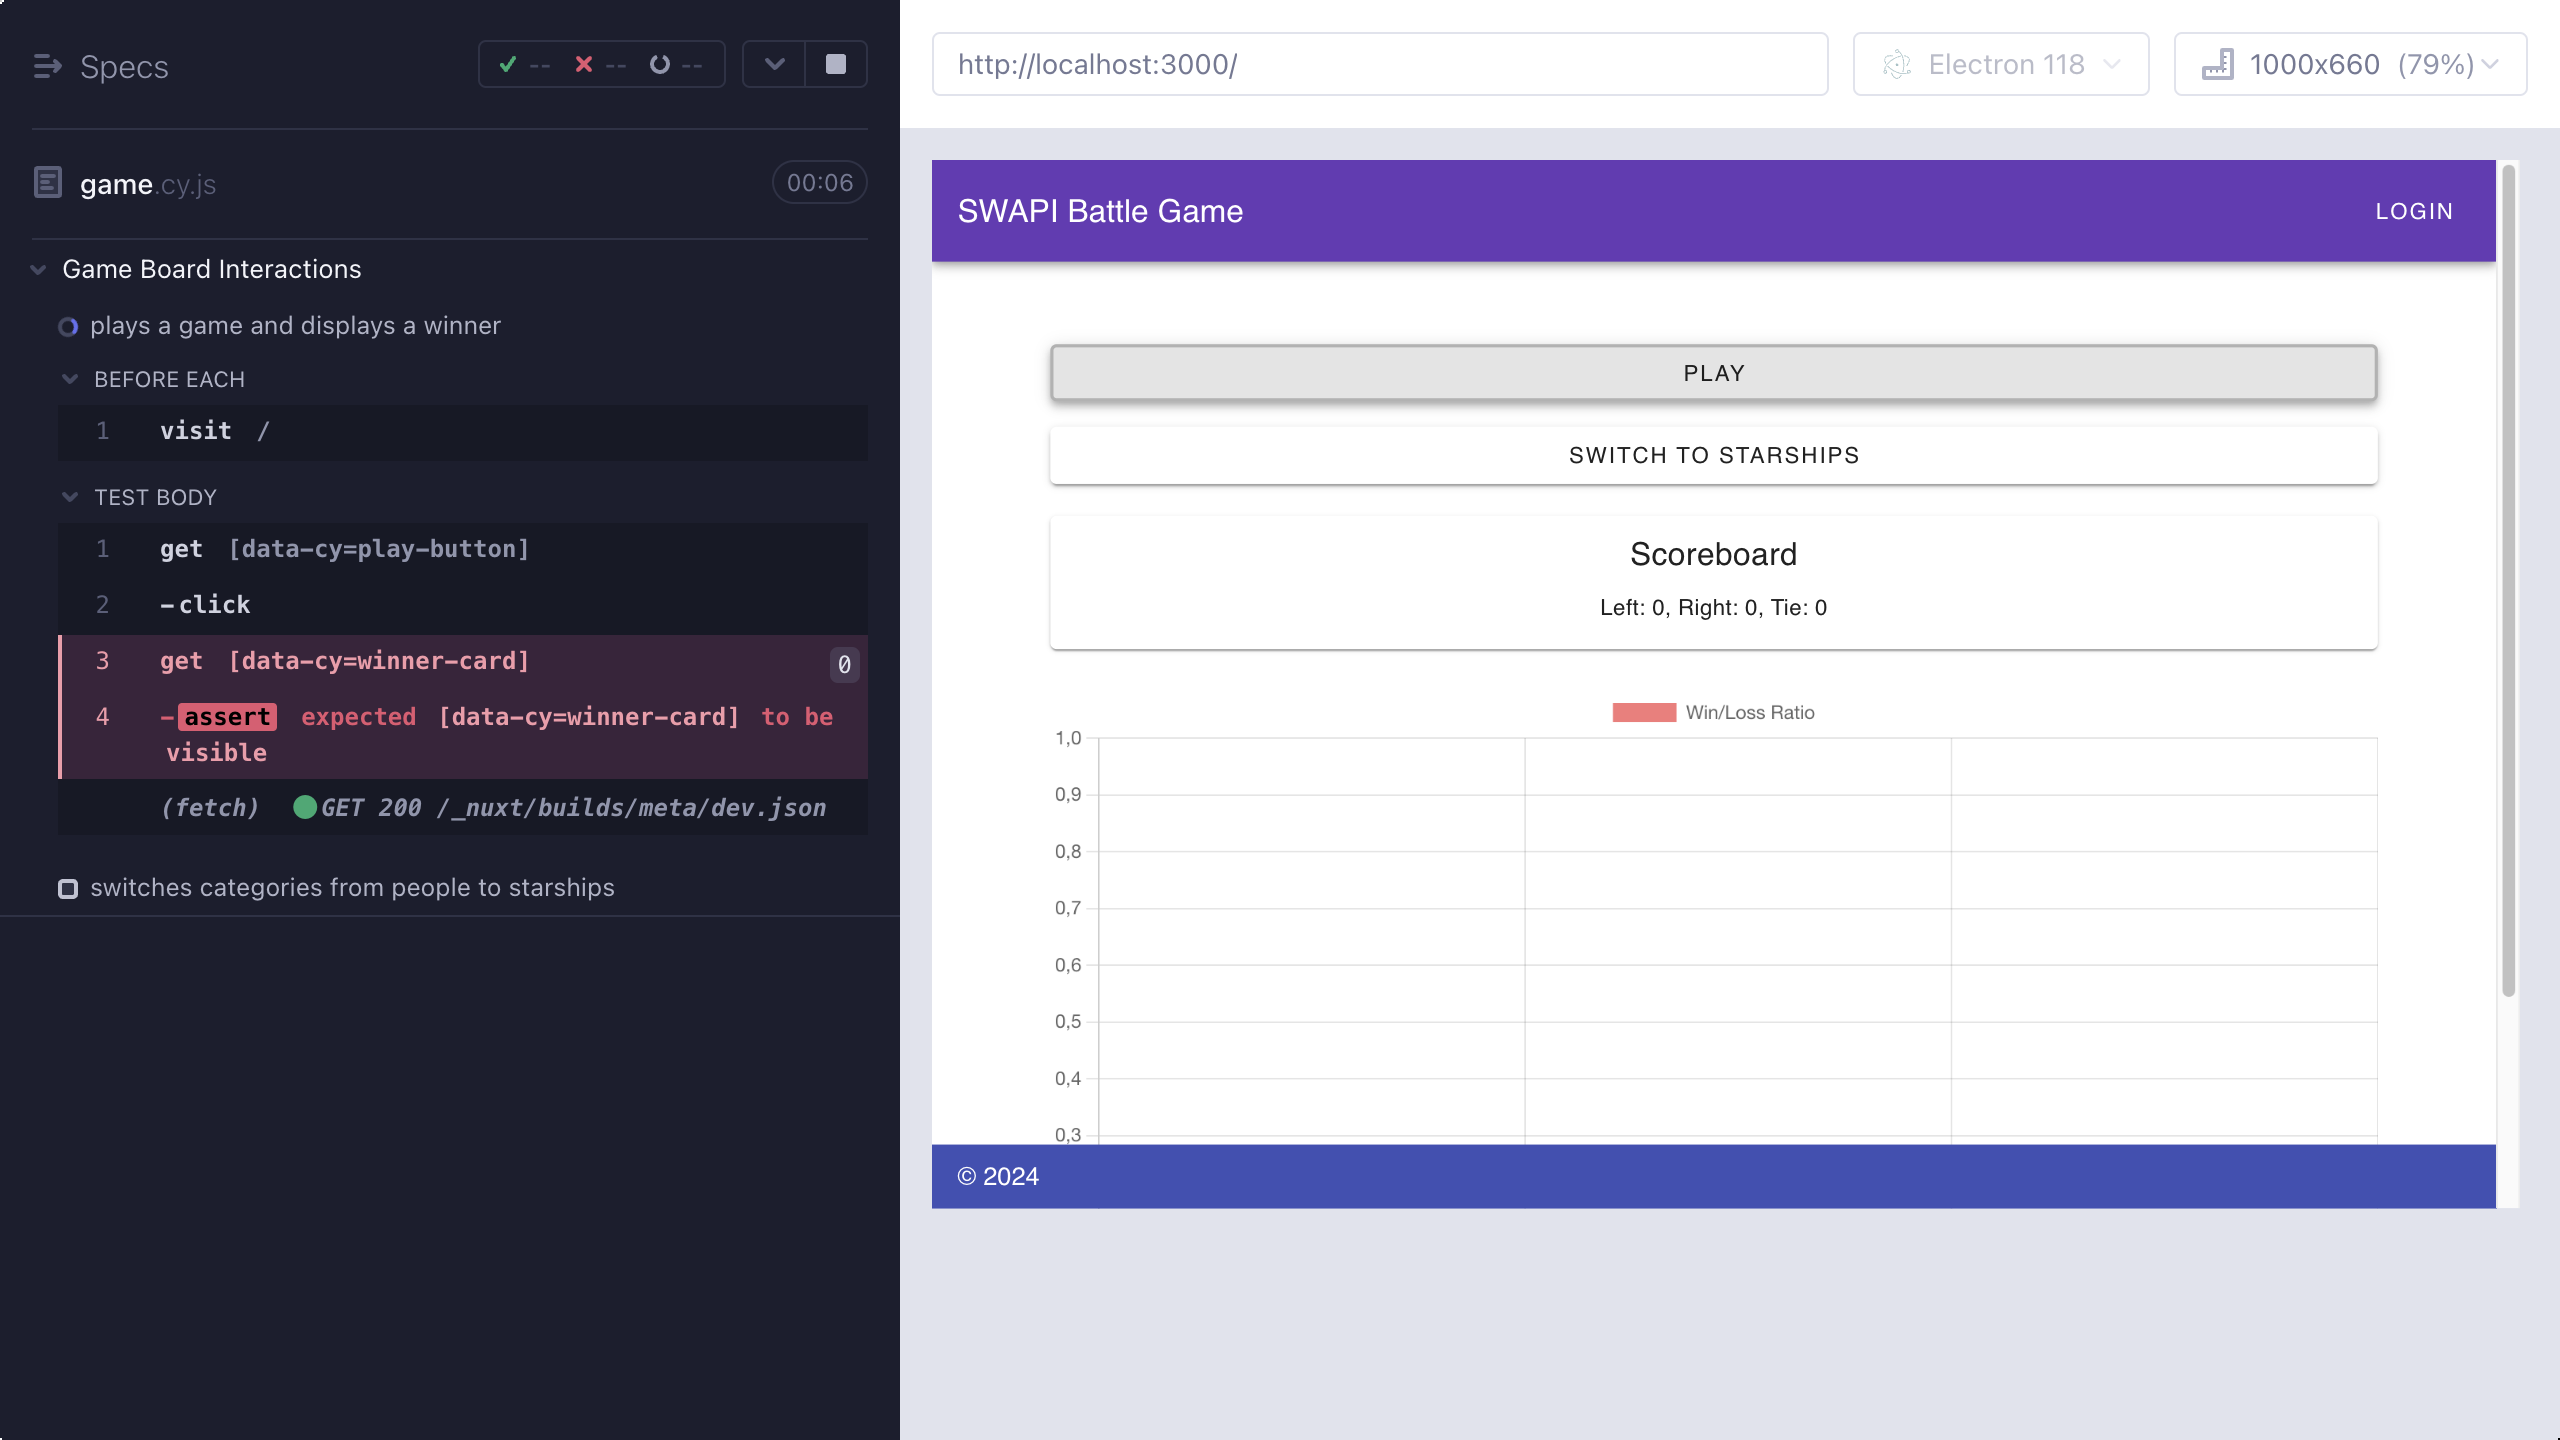 Specs
-- -- --
game.cy.js
00:06
Game Board Interactions
plays a game and displays a winner
BEFORE EACH
1 visit /
TEST BODY
1 get [data-cy=play-button]
2 -click
3 get [data-cy=winner-card] 0
4 -assert expected [data-cy=winner-card] to be
visible
(fetch) GET 200 /_nuxt/builds/meta/dev.json
switches categories from people to starships
http://localhost:3000/
Electron 118
1000x660 (79%)
SWAPI Battle Game
LOGIN
PLAY
SWITCH TO STARSHIPS
Scoreboard
Left: 0, Right: 0, Tie: 0
Win/Loss Ratio
1,0
0,9
0,8
0,7
0,6
0,5
0,4
0,3
© 2024